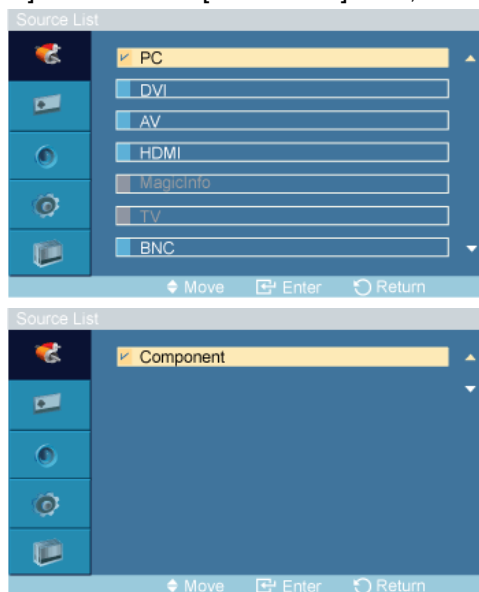 Source List
PC
DVI
AV
HDMI
MagicInfo
TV
BNC
Move Enter Return
Source List
Component
Move Enter Return